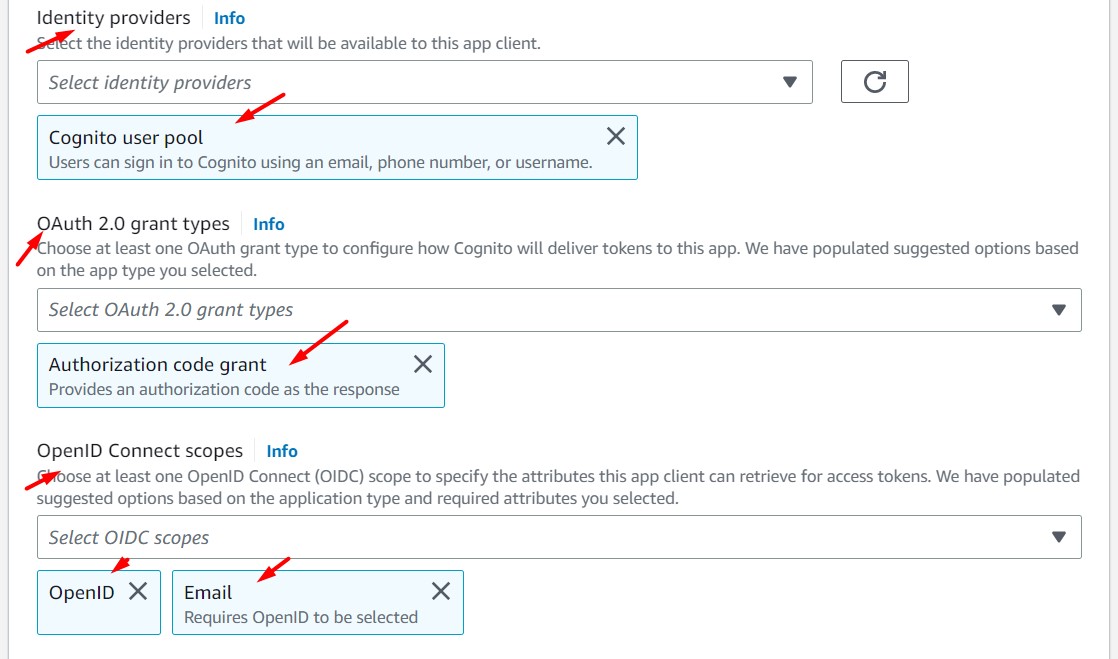 Identity providers Info
Select the identity providers that will be available to this app client.
Select identity providers
Cognito user pool
Users can sign in to Cognito using an email, phone number, or username.
OAuth 2.0 grant types Info
Choose at least one OAuth grant type to configure how Cognito will deliver tokens to this app. We have populated suggested options based
on the app type you selected.
Select OAuth 2.0 grant types
Authorization code grant
Provides an authorization code as the response
OpenID Connect scopes Info
Choose at least one OpenID Connect (OIDC) scope to specify the attributes this app client can retrieve for access tokens. We have populated
suggested options based on the application type and required attributes you selected.
Select OIDC scopes
OpenID
Email
Requires OpenID to be selected